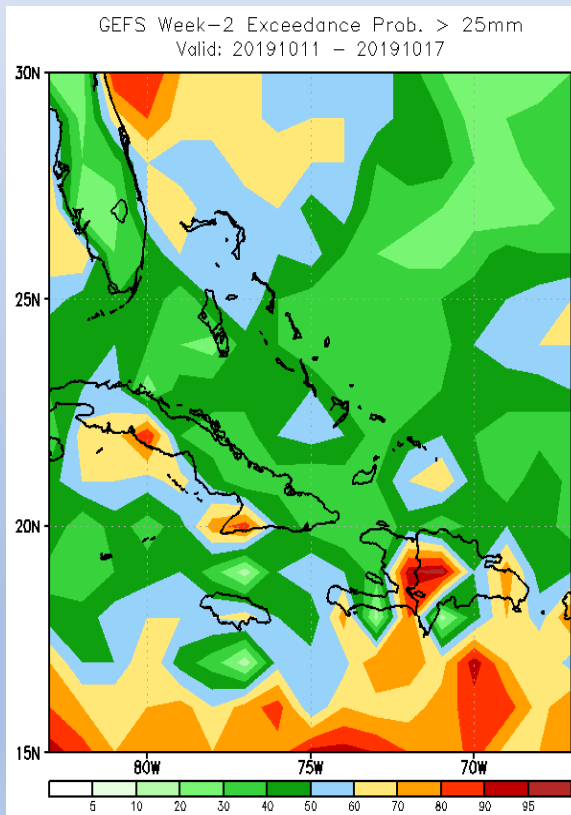 GEFS Week-2 Exceedance Prob. > 25mm
Valid: 20191011 - 20191017
30N
25N
20N
15N
80W 75W 70W
5 10 20 30 40 50 60 70 80 90 95